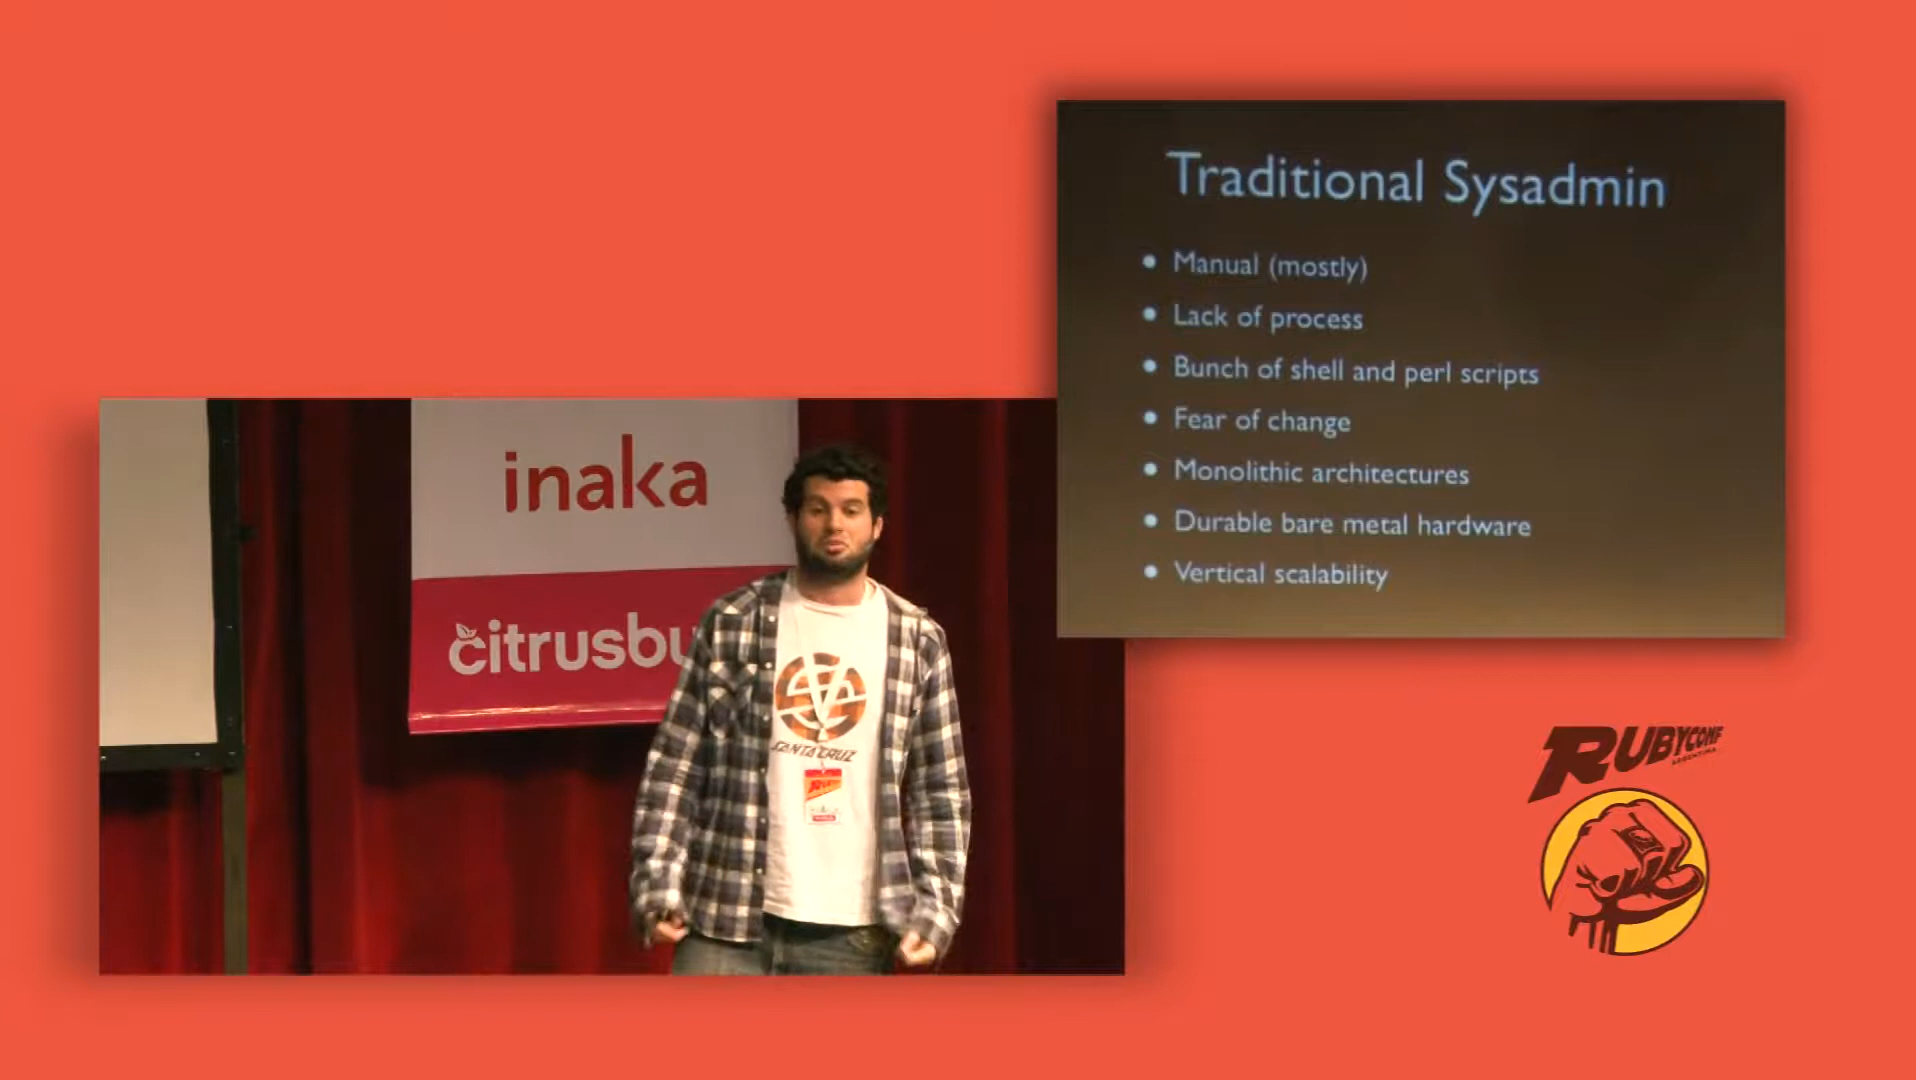 Traditional Sysadmin
• Manual (mostly)
• Lack of process
• Bunch of shell and perl scripts
• Fear of change
• Monolithic architectures
• Durable bare metal hardware
• Vertical scalability
inaka
citrusbu
SANTA CRUZ
RUBYCONF
ARGENTINA